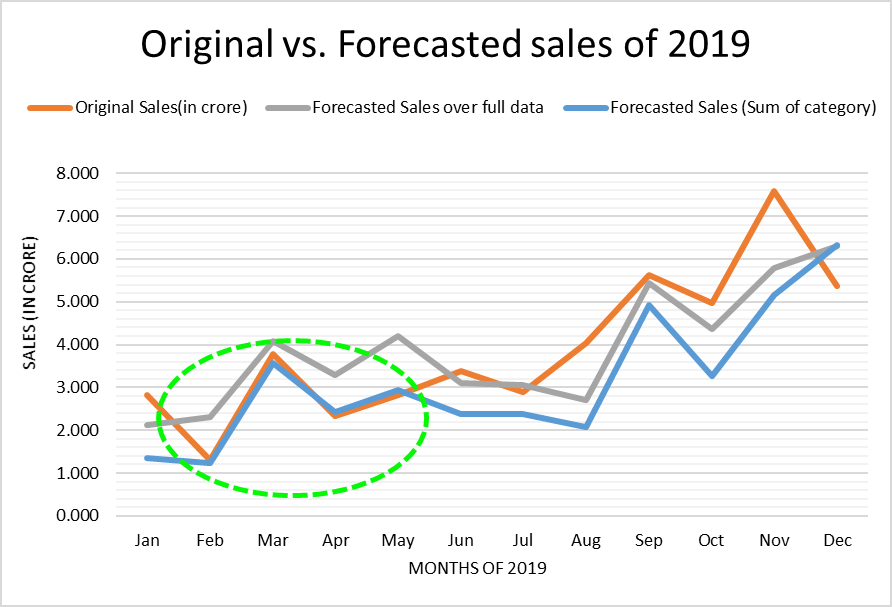 Original vs. Forecasted sales of 2019
Original Sales(in crore) Forecasted Sales over full data Forecasted Sales (Sum of category)
SALES (IN CRORE)
8.000
7.000
6.000
5.000
4.000
3.000
2.000
1.000
0.000
Jan Feb Mar Apr May Jun Jul Aug Sep Oct Nov Dec
MONTHS OF 2019